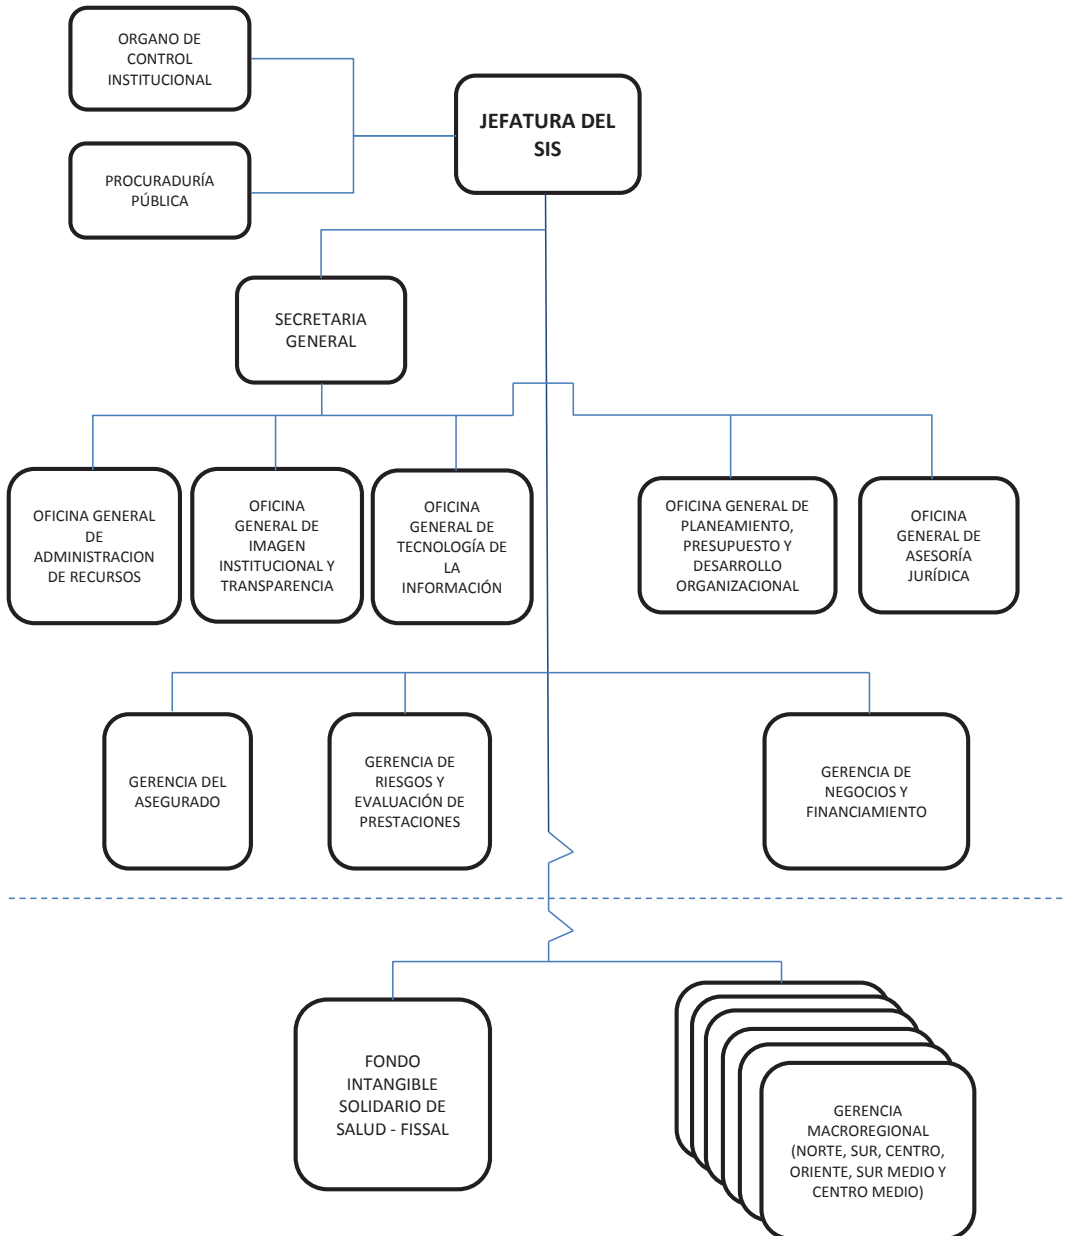 ORGANO DE
CONTROL
INSTITUCIONAL
JEFATURA DEL
SIS
PROCURADURÍA
PÚBLICA
SECRETARIA
GENERAL
OFICINA GENERAL
DE
ADMINISTRACION
DE RECURSOS
OFICINA
GENERAL DE
IMAGEN
INSTITUCIONAL Y
TRANSPARENCIA
OFICINA
GENERAL DE
TECNOLOGÍA DE
LA
INFORMACIÓN
OFICINA GENERAL DE
PLANEAMIENTO,
PRESUPUESTO Y
DESARROLLO
ORGANIZACIONAL
OFICINA
GENERAL DE
ASESORÍA
JURÍDICA
GERENCIA DEL
ASEGURADO
GERENCIA DE
RIESGOS Y
EVALUACIÓN DE
PRESTACIONES
GERENCIA DE
NEGOCIOS Y
FINANCIAMIENTO
FONDO
INTANGIBLE
SOLIDARIO DE
SALUD - FISSAL
GERENCIA
MACROREGIONAL
(NORTE, SUR, CENTRO,
ORIENTE, SUR MEDIO Y
CENTRO MEDIO)